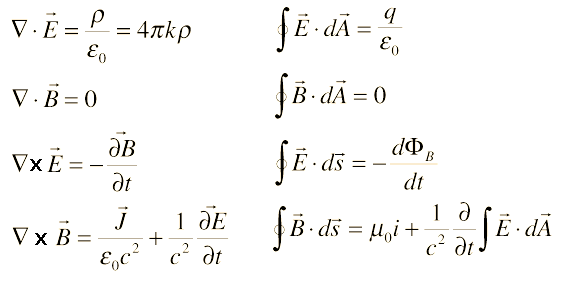 ∇ · E⃗ = ρ/ε₀ = 4πkρ    ∮ E⃗ · dA⃗ = q/ε₀
∇ · B⃗ = 0    ∮ B⃗ · dA⃗ = 0
∇x E⃗ = − ∂B⃗/∂t    ∮ E⃗ · ds⃗ = − dΦ_B/dt
∇ x B⃗ = J⃗/ε₀c² + 1/c² ∂E⃗/∂t    ∮ B⃗ · ds⃗ = μ₀i + 1/c² ∂/∂t ∫ E⃗ · dA⃗